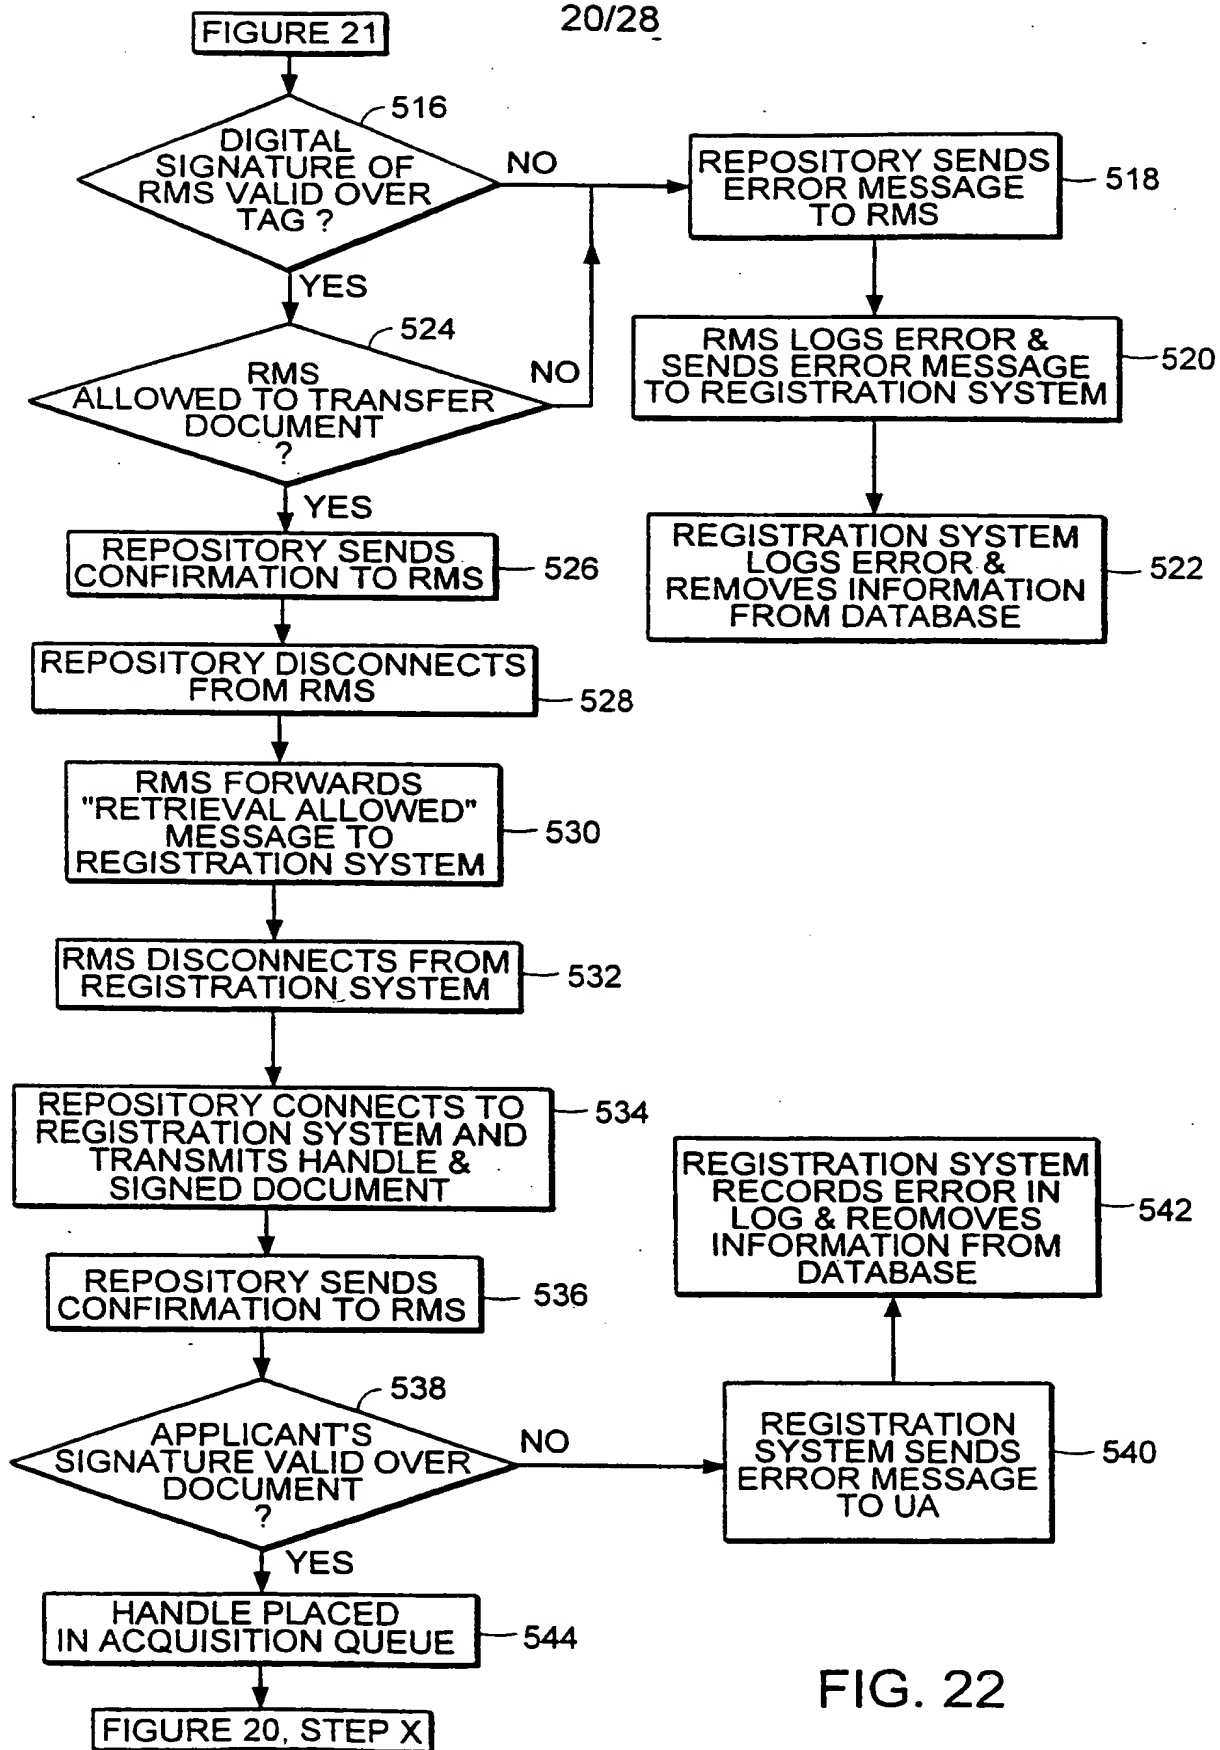 20/28
FIGURE 21
516
DIGITAL
SIGNATURE OF
RMS VALID OVER
TAG ?
NO
YES
REPOSITORY SENDS
ERROR MESSAGE
TO RMS
518
524
RMS
ALLOWED TO TRANSFER
DOCUMENT
?
NO
YES
RMS LOGS ERROR &
SENDS ERROR MESSAGE
TO REGISTRATION SYSTEM
520
REGISTRATION SYSTEM
LOGS ERROR &
REMOVES INFORMATION
FROM DATABASE
522
REPOSITORY SENDS
CONFIRMATION TO RMS
526
REPOSITORY DISCONNECTS
FROM RMS
528
RMS FORWARDS
"RETRIEVAL ALLOWED"
MESSAGE TO
REGISTRATION SYSTEM
530
RMS DISCONNECTS FROM
REGISTRATION SYSTEM
532
REPOSITORY CONNECTS TO
REGISTRATION SYSTEM AND
TRANSMITS HANDLE &
SIGNED DOCUMENT
534
REPOSITORY SENDS
CONFIRMATION TO RMS
536
538
APPLICANT'S
SIGNATURE VALID OVER
DOCUMENT
?
NO
YES
REGISTRATION SYSTEM
RECORDS ERROR IN
LOG & REOMOVES
INFORMATION FROM
DATABASE
542
REGISTRATION
SYSTEM SENDS
ERROR MESSAGE
TO UA
540
HANDLE PLACED
IN ACQUISITION QUEUE
544
FIGURE 20, STEP X
FIG. 22